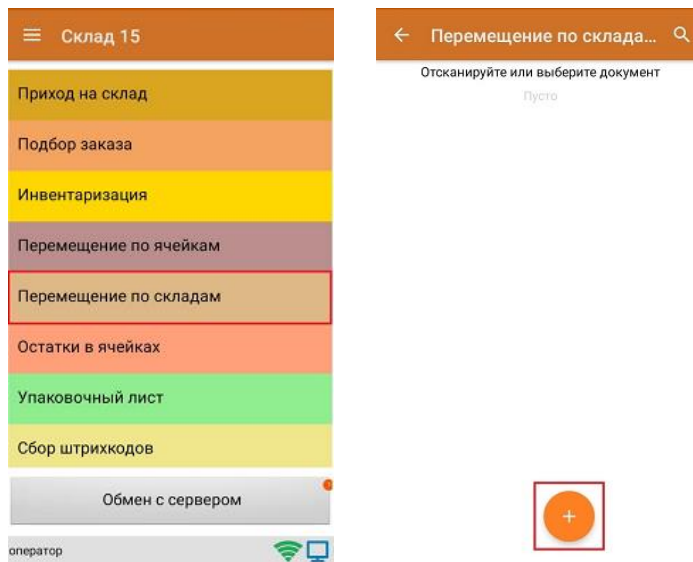 Склад 15
Приход на склад
Подбор заказа
Инвентаризация
Перемещение по ячейкам
Перемещение по складам
Остатки в ячейках
Упаковочный лист
Сбор штрихкодов
Обмен с сервером
оператор
Перемещение по склада...
Отсканируйте или выберите документ
Пусто